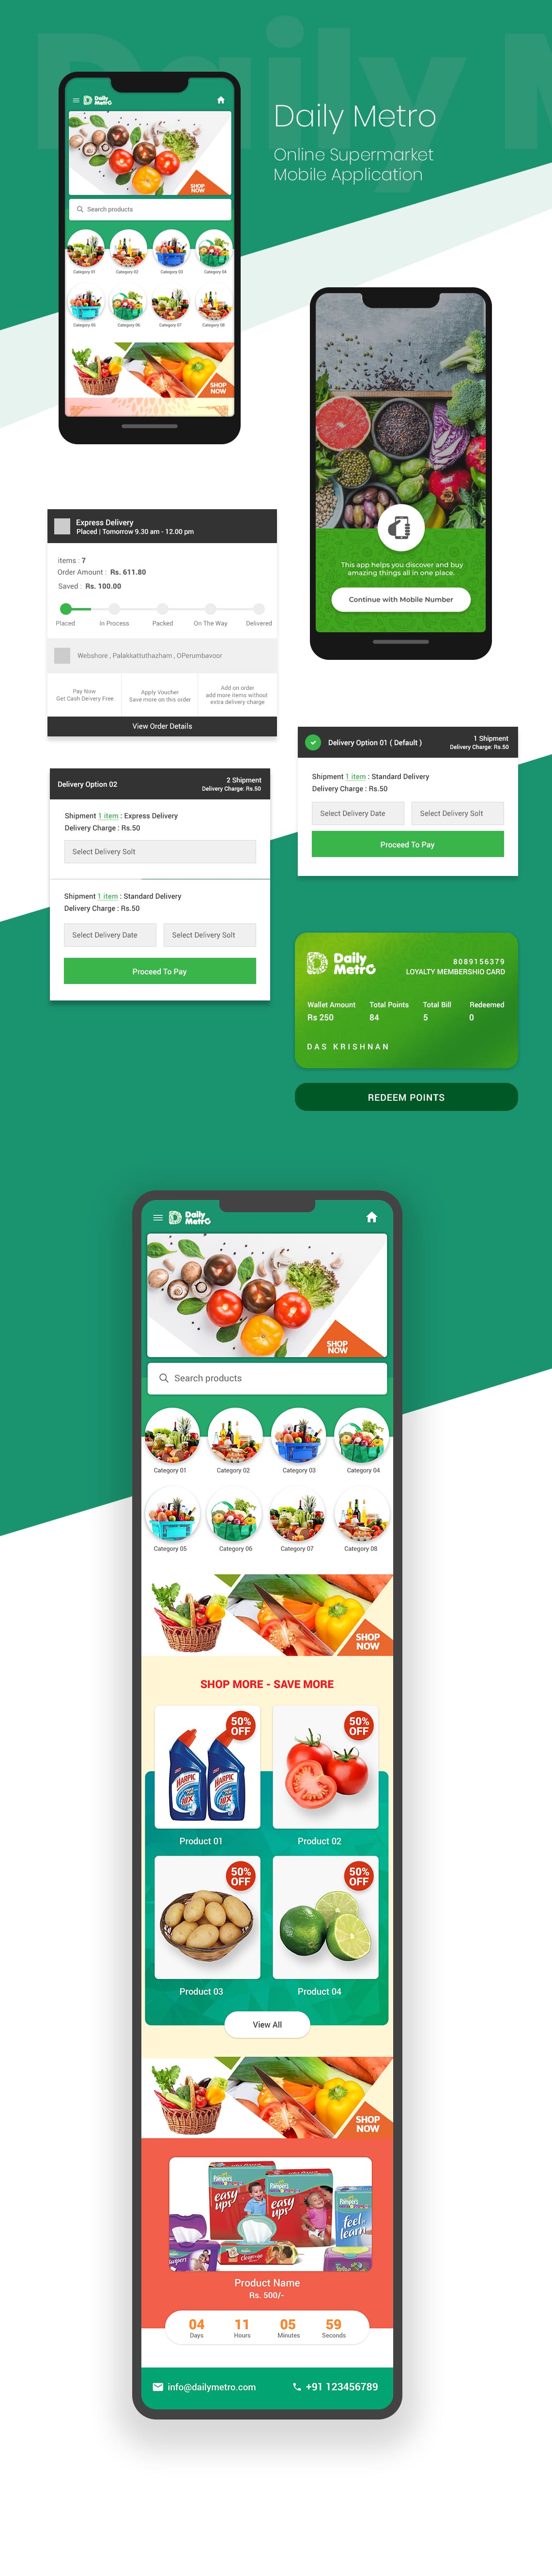 Daily M
Daily Metro
Online Supermarket
Mobile Application
Daily
Metro
SHOP
NOW
Search products
Category 01
Category 02
Category 03
Category 04
Category 05
Category 06
Category 07
Category 08
SHOP
NOW
This app helps you discover and buy
amazing things all in one place.
Continue with Mobile Number
Express Delivery
Placed | Tomorrow 9.30 am - 12.00 pm
items : 7
Order Amount : Rs. 611.80
Saved : Rs. 100.00
Placed
In Process
Packed
On The Way
Delivered
Webshore , Palakkattuthazham , OPerumbavoor
Pay Now
Get Cash Deivery Free
Apply Voucher
Save more on this order
Add on order
add more items without
extra delivery charge
View Order Details
Delivery Option 01 ( Default )
1 Shipment
Delivery Charge: Rs.50
Shipment 1 item : Standard Delivery
Delivery Charge : Rs.50
Select Delivery Date
Select Delivery Solt
Proceed To Pay
Delivery Option 02
2 Shipment
Delivery Charge: Rs.50
Shipment 1 item : Express Delivery
Delivery Charge : Rs.50
Select Delivery Solt
Shipment 1 item : Standard Delivery
Delivery Charge : Rs.50
Select Delivery Date
Select Delivery Solt
Proceed To Pay
Daily
Metro
8089156379
LOYALTY MEMBERSHIO CARD
Wallet Amount
Total Points
Total Bill
Redeemed
Rs 250
84
5
0
DAS KRISHNAN
REDEEM POINTS
Daily
Metro
SHOP
NOW
Search products
Category 01
Category 02
Category 03
Category 04
Category 05
Category 06
Category 07
Category 08
SHOP
NOW
SHOP MORE - SAVE MORE
50%
OFF
HARPIC
HARPIC
10X
50%
OFF
Product 01
Product 02
50%
OFF
50%
OFF
Product 03
Product 04
View All
SHOP
NOW
Pampers
easy
ups
Pampers
easy
ups
Pampers
feel
learn
Product Name
Rs. 500/-
04
11
05
59
Days
Hours
Minutes
Seconds
info@dailymetro.com
+91 123456789